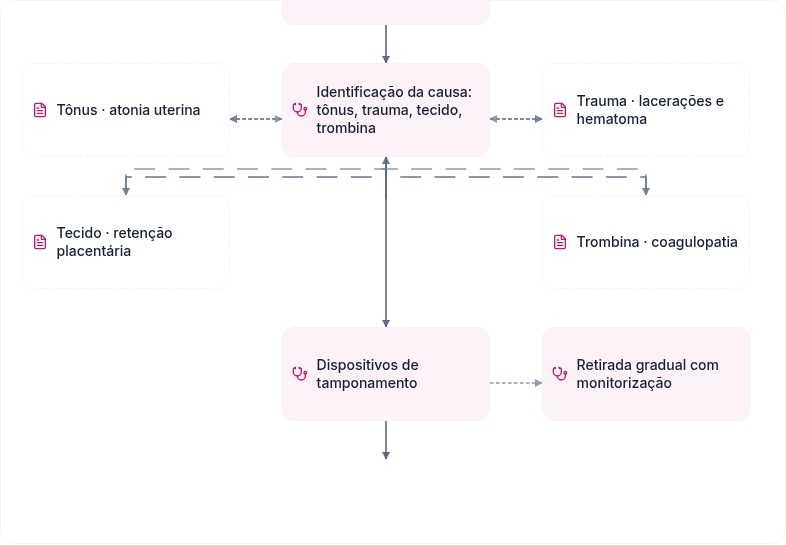 Tônus · atonia uterina
Identificação da causa:
tônus, trauma, tecido,
trombina
Trauma · lacerações e
hematoma
Tecido · retenção
placentária
Trombina · coagulopatia
Dispositivos de
tamponamento
Retirada gradual com
monitorização